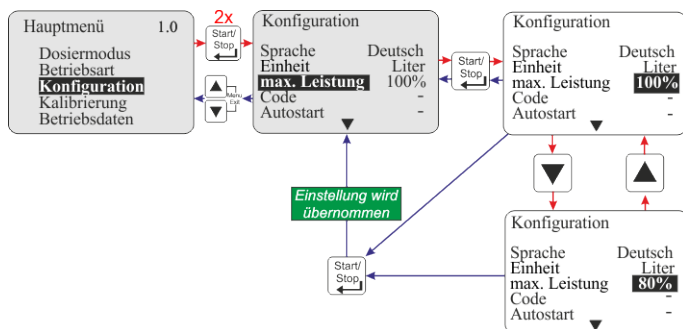 Hauptmenü 1.0
Dosiermodus
Betriebsart
Konfiguration
Kalibrierung
Betriebsdaten
2x
Start/
Stop
Menu
Exit
Konfiguration
Sprache Deutsch
Einheit Liter
max. Leistung 100%
Code -
Autostart -
Start/
Stop
Konfiguration
Sprache Deutsch
Einheit Liter
max. Leistung 100%
Code -
Autostart -
Einstellung wird
übernommen
Start/
Stop
Konfiguration
Sprache Deutsch
Einheit Liter
max. Leistung 80%
Code -
Autostart -